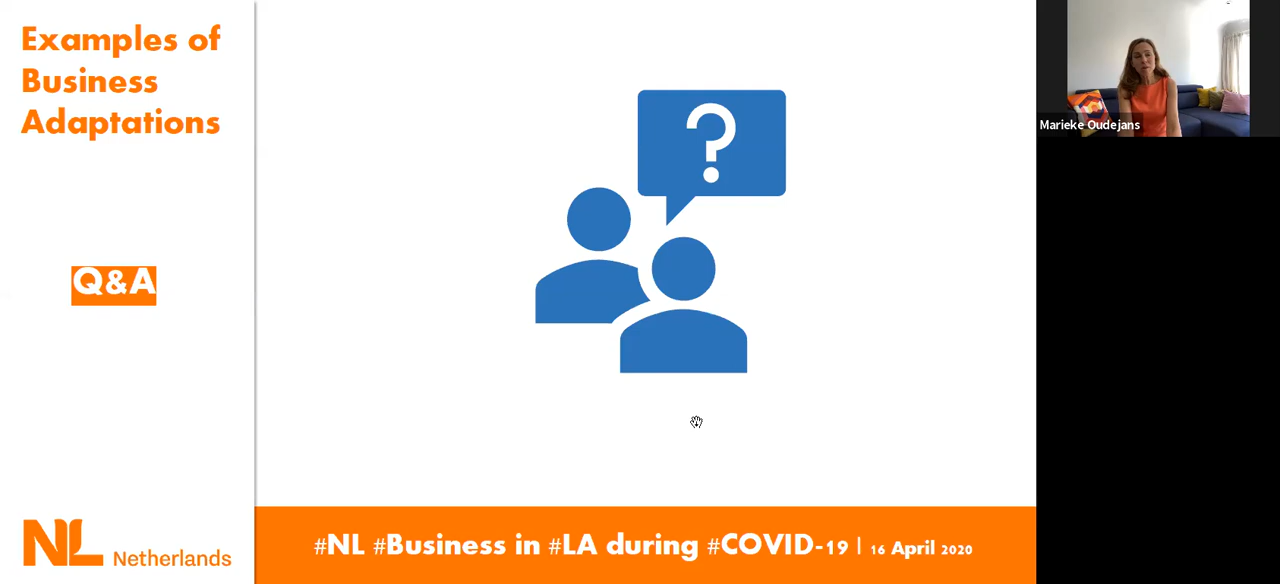 Examples of
Business
Adaptations
Q&A
?
Marieke Oudejans
NL Netherlands
#NL #Business in #LA during #COVID-19 | 16 April 2020